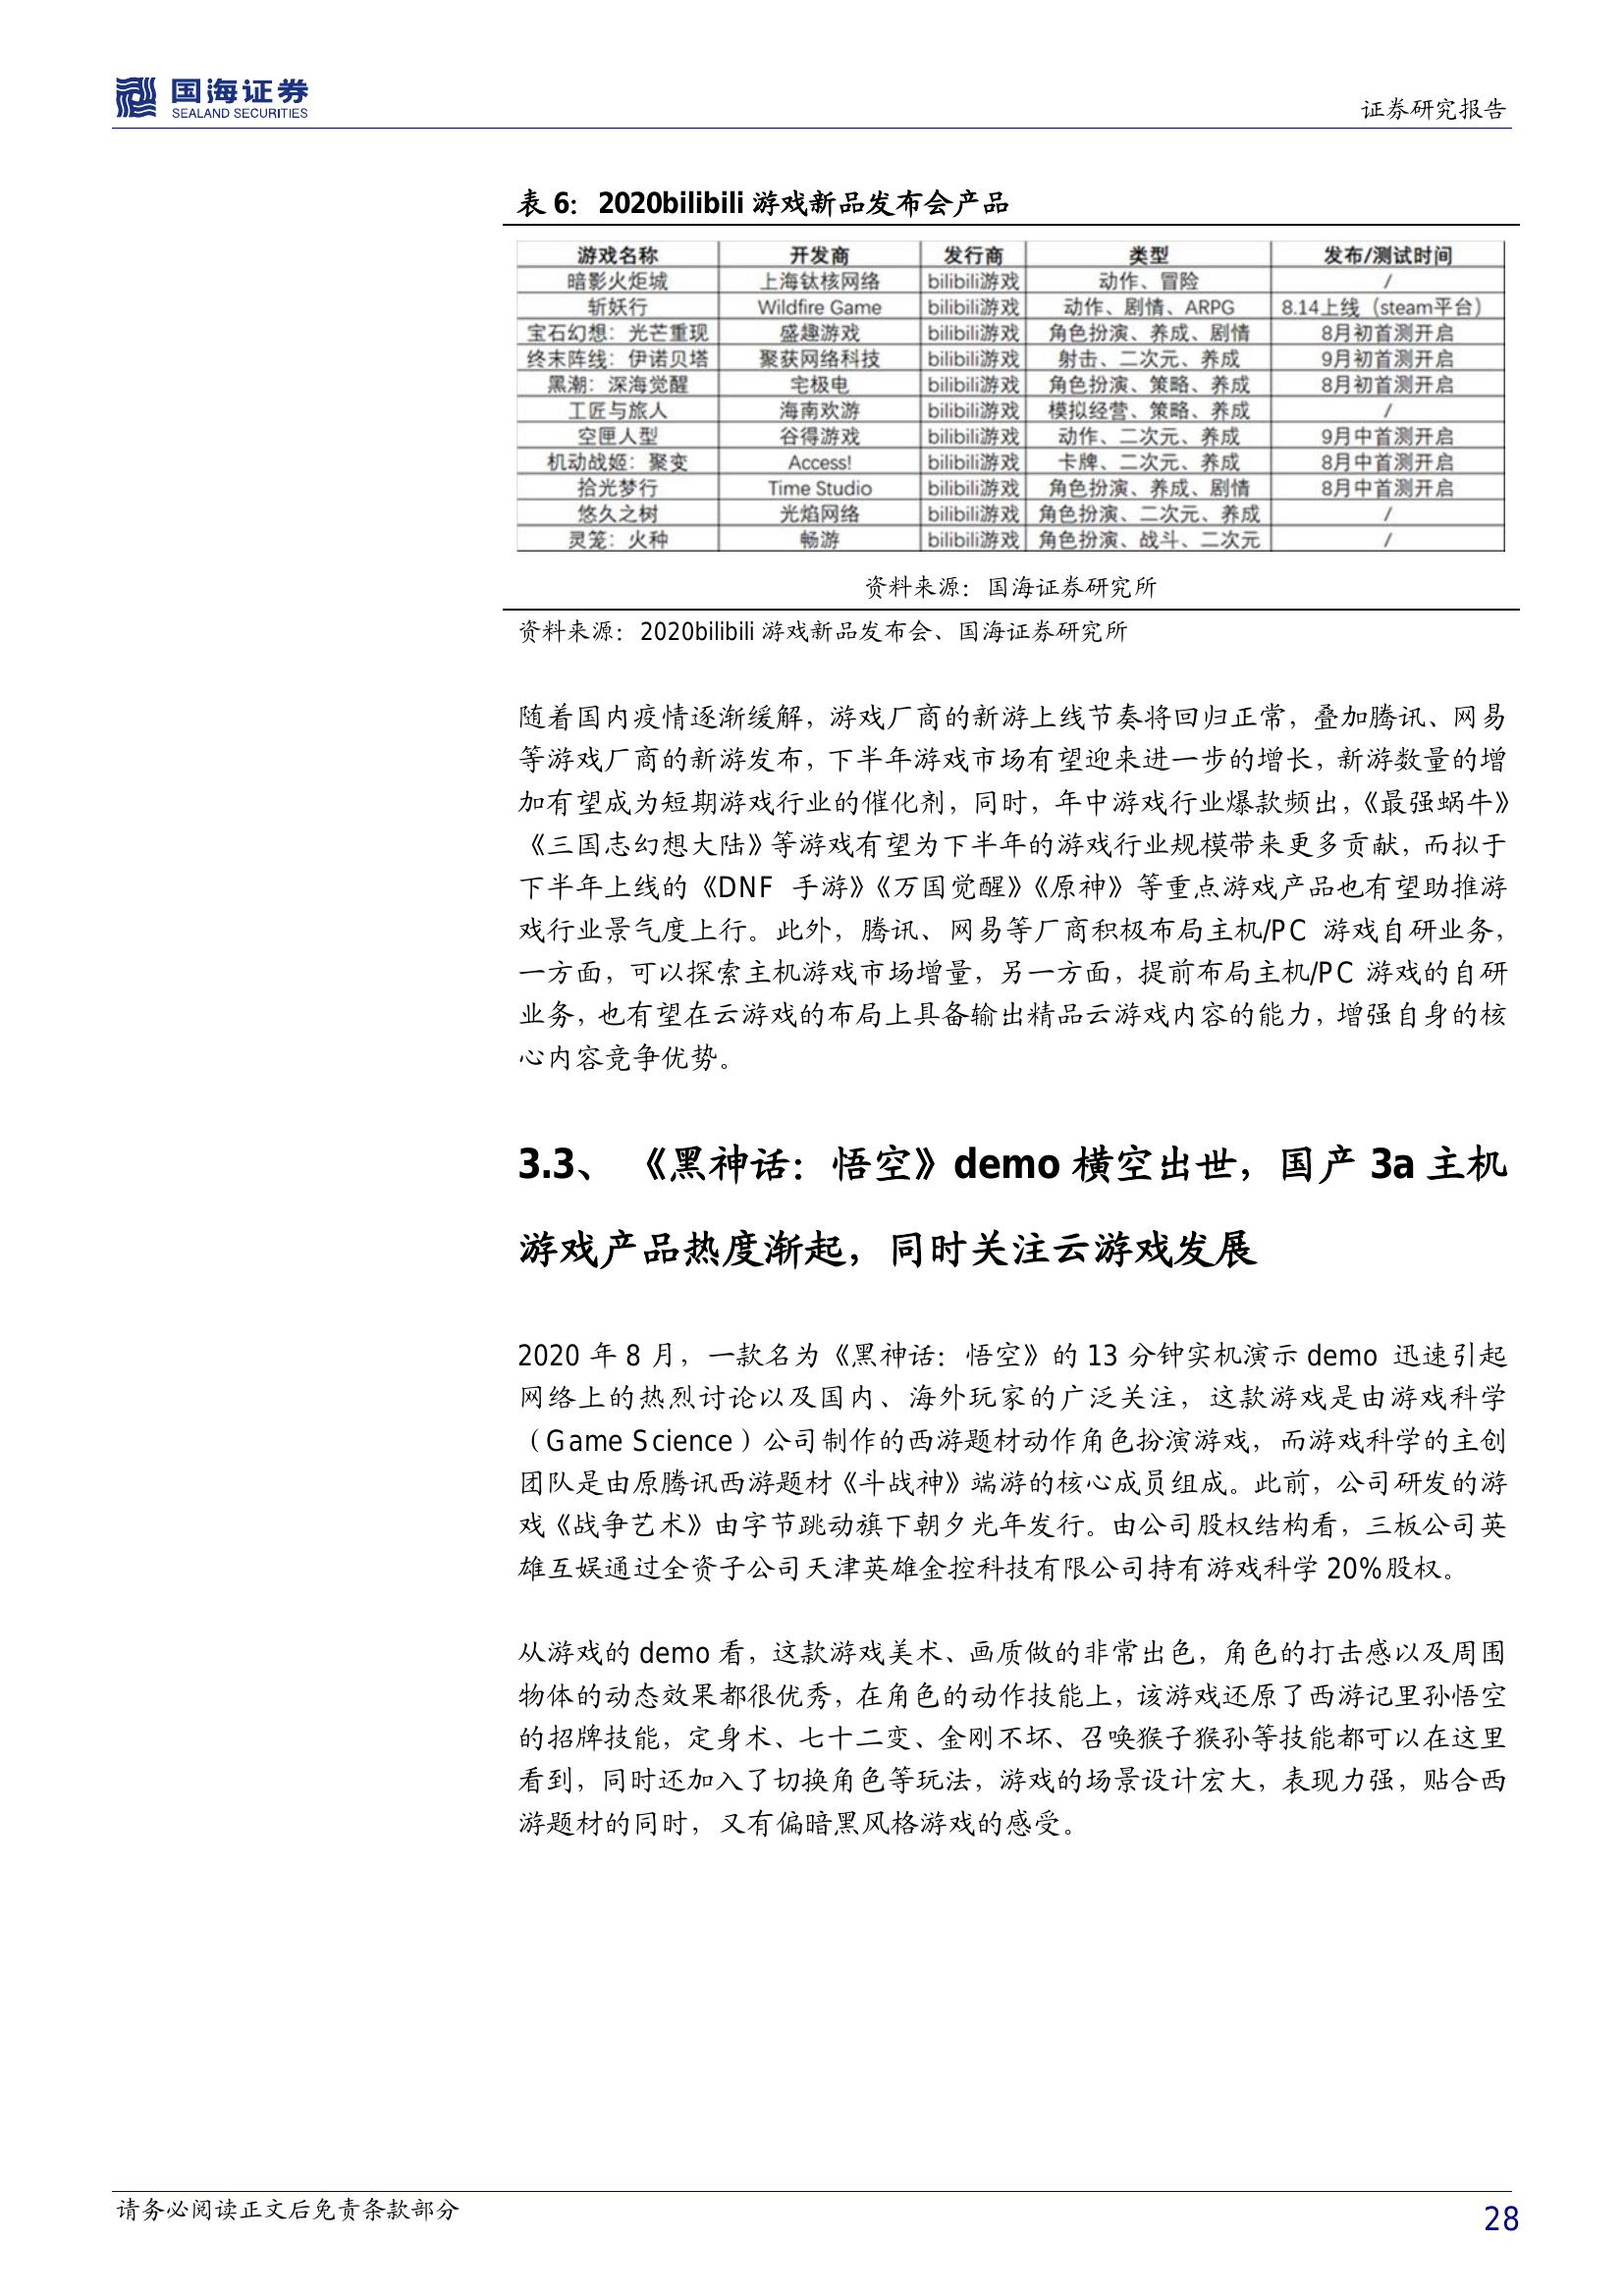 国海证券
SEALAND SECURITIES
证券研究报告
表 6：2020bilibili 游戏新品发布会产品
游戏名称 开发商 发行商 类型 发布/测试时间
暗影火炬城 上海钛核网络 bilibili游戏 动作、冒险 /
斩妖行 Wildfire Game bilibili游戏 动作、剧情、ARPG 8.14上线（steam平台）
宝石幻想：光芒重现 盛趣游戏 bilibili游戏 角色扮演、养成、剧情 8月初首测开启
终末阵线：伊诺贝塔 聚获网络科技 bilibili游戏 射击、二次元、养成 9月初首测开启
黑潮：深海觉醒 宅极电 bilibili游戏 角色扮演、策略、养成 8月初首测开启
工匠与旅人 海南欢游 bilibili游戏 模拟经营、策略、养成 /
空匣人型 谷得游戏 bilibili游戏 动作、二次元、养成 9月中首测开启
机动战姬：聚变 Access! bilibili游戏 卡牌、二次元、养成 8月中首测开启
拾光梦行 Time Studio bilibili游戏 角色扮演、养成、剧情 8月中首测开启
悠久之树 光焰网络 bilibili游戏 角色扮演、二次元、养成 /
灵笼：火种 畅游 bilibili游戏 角色扮演、战斗、二次元 /
资料来源：国海证券研究所
资料来源：2020bilibili 游戏新品发布会、国海证券研究所
随着国内疫情逐渐缓解，游戏厂商的新游上线节奏将回归正常，叠加腾讯、网易
等游戏厂商的新游发布，下半年游戏市场有望迎来进一步的增长，新游数量的增
加有望成为短期游戏行业的催化剂，同时，年中游戏行业爆款频出，《最强蜗牛》
《三国志幻想大陆》等游戏有望为下半年的游戏行业规模带来更多贡献，而拟于
下半年上线的《DNF 手游》《万国觉醒》《原神》等重点游戏产品也有望助推游
戏行业景气度上行。此外，腾讯、网易等厂商积极布局主机/PC 游戏自研业务，
一方面，可以探索主机游戏市场增量，另一方面，提前布局主机/PC 游戏的自研
业务，也有望在云游戏的布局上具备输出精品云游戏内容的能力，增强自身的核
心内容竞争优势。
3.3、 《黑神话：悟空》demo 横空出世，国产 3a 主机
游戏产品热度渐起，同时关注云游戏发展
2020 年 8 月，一款名为《黑神话：悟空》的 13 分钟实机演示 demo 迅速引起
网络上的热烈讨论以及国内、海外玩家的广泛关注，这款游戏是由游戏科学
（Game Science）公司制作的西游题材动作角色扮演游戏，而游戏科学的主创
团队是由原腾讯西游题材《斗战神》端游的核心成员组成。此前，公司研发的游
戏《战争艺术》由字节跳动旗下朝夕光年发行。由公司股权结构看，三板公司英
雄互娱通过全资子公司天津英雄金控科技有限公司持有游戏科学 20%股权。
从游戏的 demo 看，这款游戏美术、画质做的非常出色，角色的打击感以及周围
物体的动态效果都很优秀，在角色的动作技能上，该游戏还原了西游记里孙悟空
的招牌技能，定身术、七十二变、金刚不坏、召唤猴子猴孙等技能都可以在这里
看到，同时还加入了切换角色等玩法，游戏的场景设计宏大，表现力强，贴合西
游题材的同时，又有偏暗黑风格游戏的感受。
请务必阅读正文后免责条款部分
28